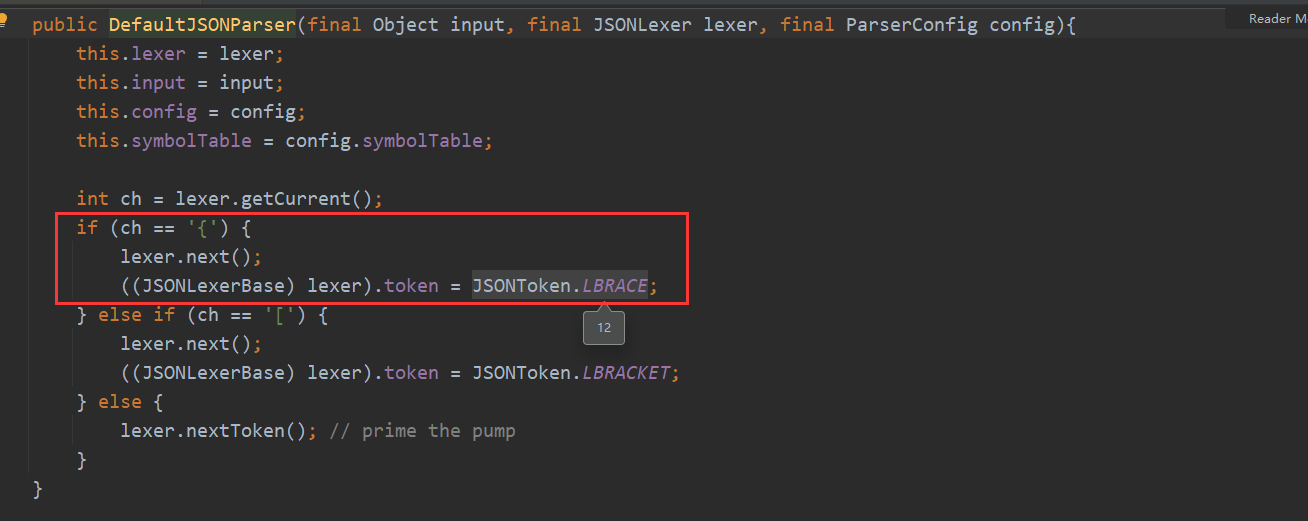 public DefaultJSONParser(final Object input, final JSONLexer lexer, final ParserConfig config){
Reader M
this.lexer = lexer;
this.input = input;
this.config = config;
this.symbolTable = config.symbolTable;
int ch = lexer.getCurrent();
if (ch == '{') {
lexer.next();
((JSONLexerBase) lexer).token = JSONToken.LBRACE;
} else if (ch == '[') {
12
lexer.next();
((JSONLexerBase) lexer).token = JSONToken.LBRACKET;
} else {
lexer.nextToken(); // prime the pump
}
}